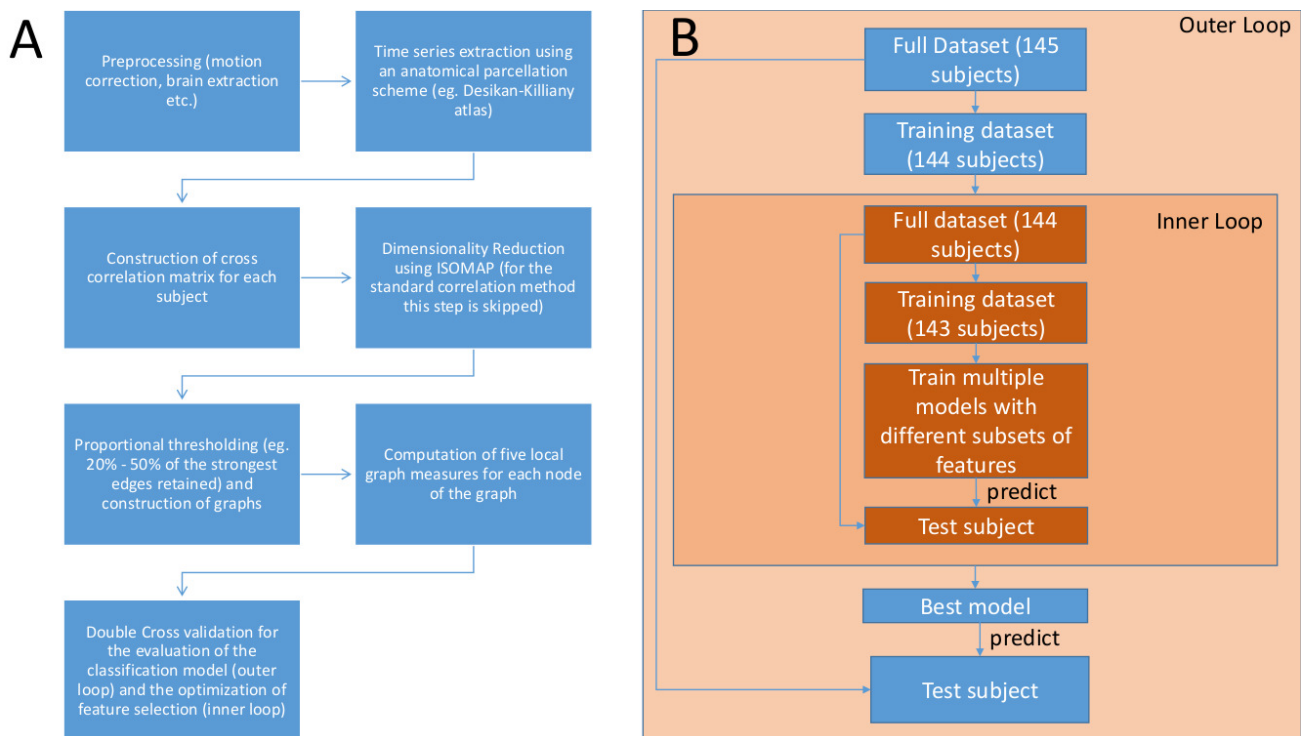 A
Preprocessing (motion
correction, brain extraction
etc.)
Time series extraction using
an anatomical parcellation
scheme (eg. Desikan-Killiany
atlas)
Construction of cross
correlation matrix for each
subject
Dimensionality Reduction
using ISOMAP (for the
standard correlation method
this step is skipped)
Proportional thresholding (eg.
20% - 50% of the strongest
edges retained) and
construction of graphs
Computation of five local
graph measures for each node
of the graph
Double Cross validation for
the evaluation of the
classification model (outer
loop) and the optimization of
feature selection (inner loop)
B
Outer Loop
Full Dataset (145
subjects)
Training dataset
(144 subjects)
Inner Loop
Full dataset (144
subjects)
Training dataset
(143 subjects)
Train multiple
models with
different subsets of
features
predict
Test subject
Best model
predict
Test subject